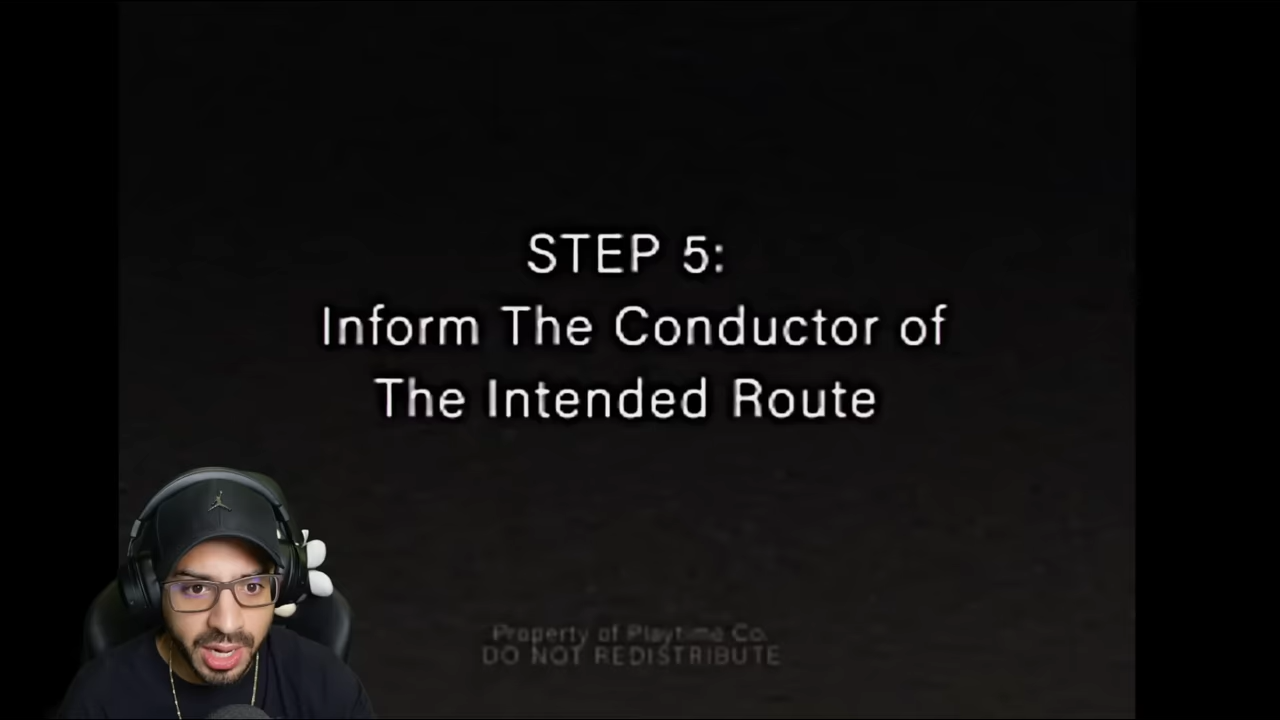 STEP 5:
Inform The Conductor of
The Intended Route
Property of Playtime Co.
DO NOT REDISTRIBUTE